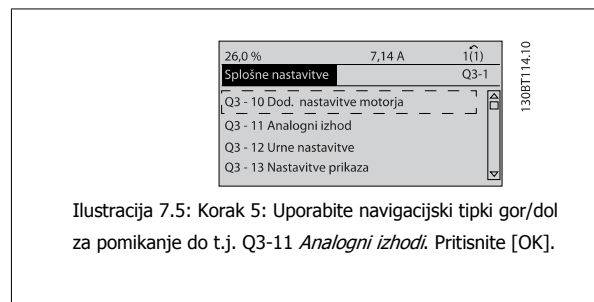 26,0 % 7,14 A 1(1)
Splošne nastavitve Q3-1
Q3 - 10 Dod. nastavitve motorja
Q3 - 11 Analogni izhod
Q3 - 12 Urne nastavitve
Q3 - 13 Nastavitve prikaza
130BT114.10
Ilustracija 7.5: Korak 5: Uporabite navigacijski tipki gor/dol
za pomikanje do t.j. Q3-11 Analogni izhodi. Pritisnite [OK].